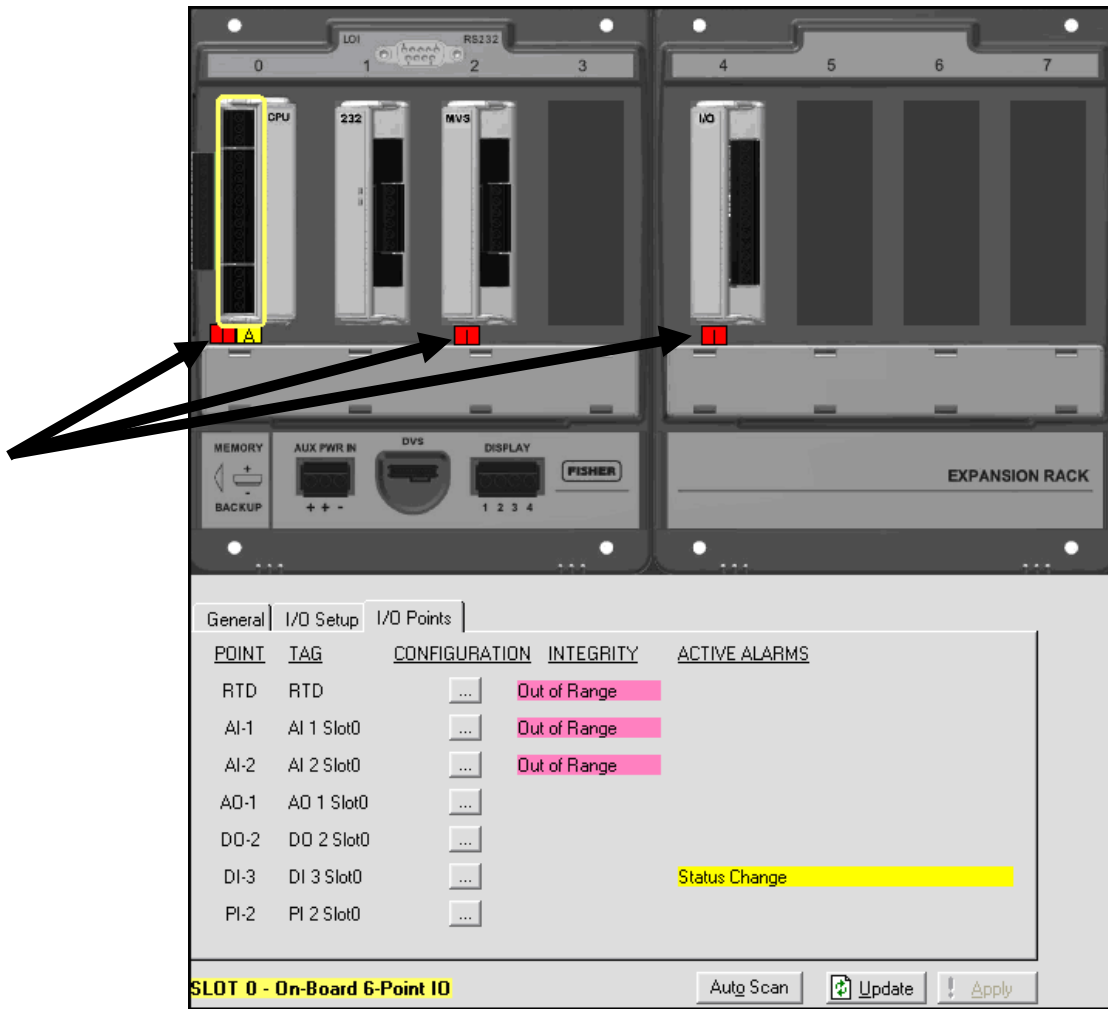 LOI RS232
0 1 2 3 4 5 6 7
CPU 232 MVS I/O
I A I I
MEMORY AUX PWR IN DVS DISPLAY FISHER
+ -
EXPANSION RACK
BACKUP + + - 1 2 3 4
General I/O Setup I/O Points
POINT TAG CONFIGURATION INTEGRITY ACTIVE ALARMS
RTD RTD ... Out of Range
AI-1 AI 1 Slot0 ... Out of Range
AI-2 AI 2 Slot0 ... Out of Range
AO-1 AO 1 Slot0 ...
DO-2 DO 2 Slot0 ...
DI-3 DI 3 Slot0 ... Status Change
PI-2 PI 2 Slot0 ...
SLOT 0 - On-Board 6-Point IO Auto Scan Update ! Apply